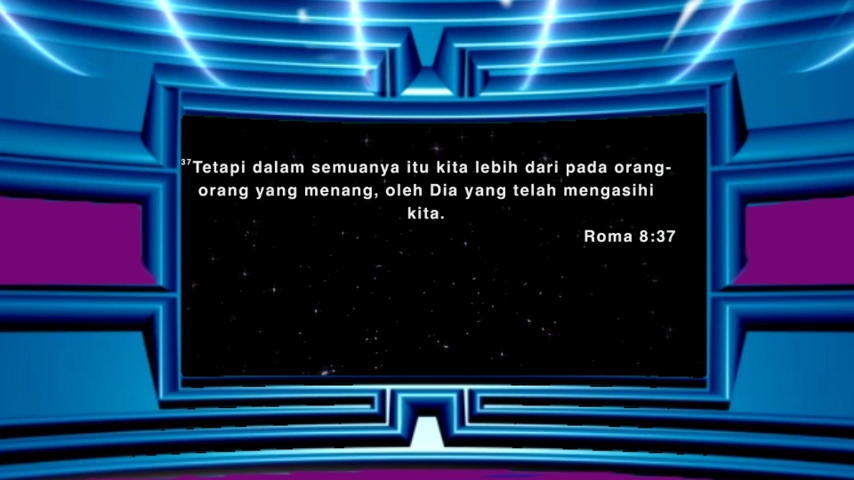 ³⁷Tetapi dalam semuanya itu kita lebih dari pada orang-
orang yang menang, oleh Dia yang telah mengasihi
kita.
Roma 8:37